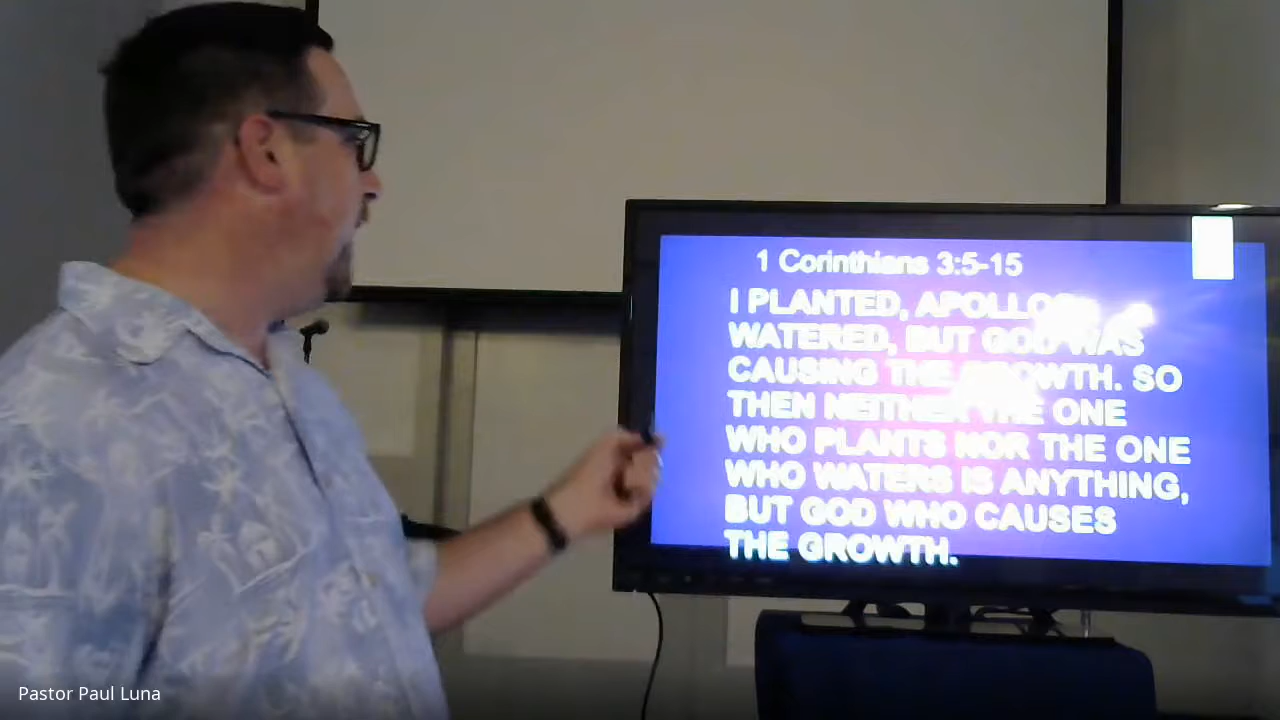 1 Corinthians 3:5-15
I PLANTED, APOLLOS
WATERED, BUT GOD WAS
CAUSING THE GROWTH. SO
THEN NEITHER THE ONE
WHO PLANTS NOR THE ONE
WHO WATERS IS ANYTHING,
BUT GOD WHO CAUSES
THE GROWTH.
Pastor Paul Luna